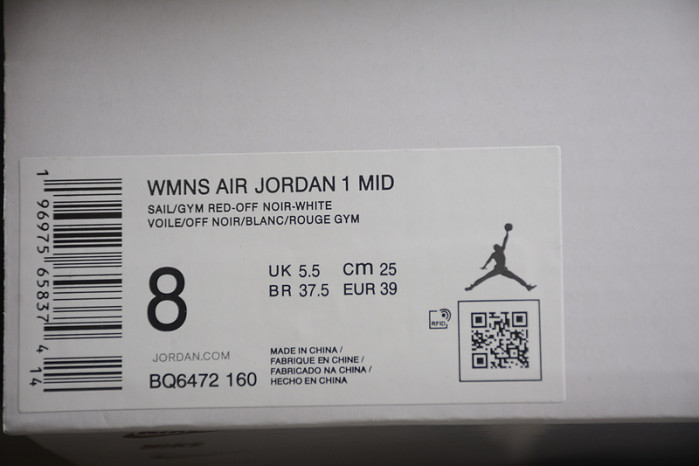 WMNS AIR JORDAN 1 MID
SAIL/GYM RED-OFF NOIR-WHITE
VOILE/OFF NOIR/BLANC/ROUGE GYM
8
UK 5.5 cm 25
BR 37.5 EUR 39
JORDAN.COM
BQ6472 160
MADE IN CHINA /
FABRIQUE EN CHINE /
FABRICADO NA CHINA /
HECHO EN CHINA
RFID
1 96975 65837 4 14